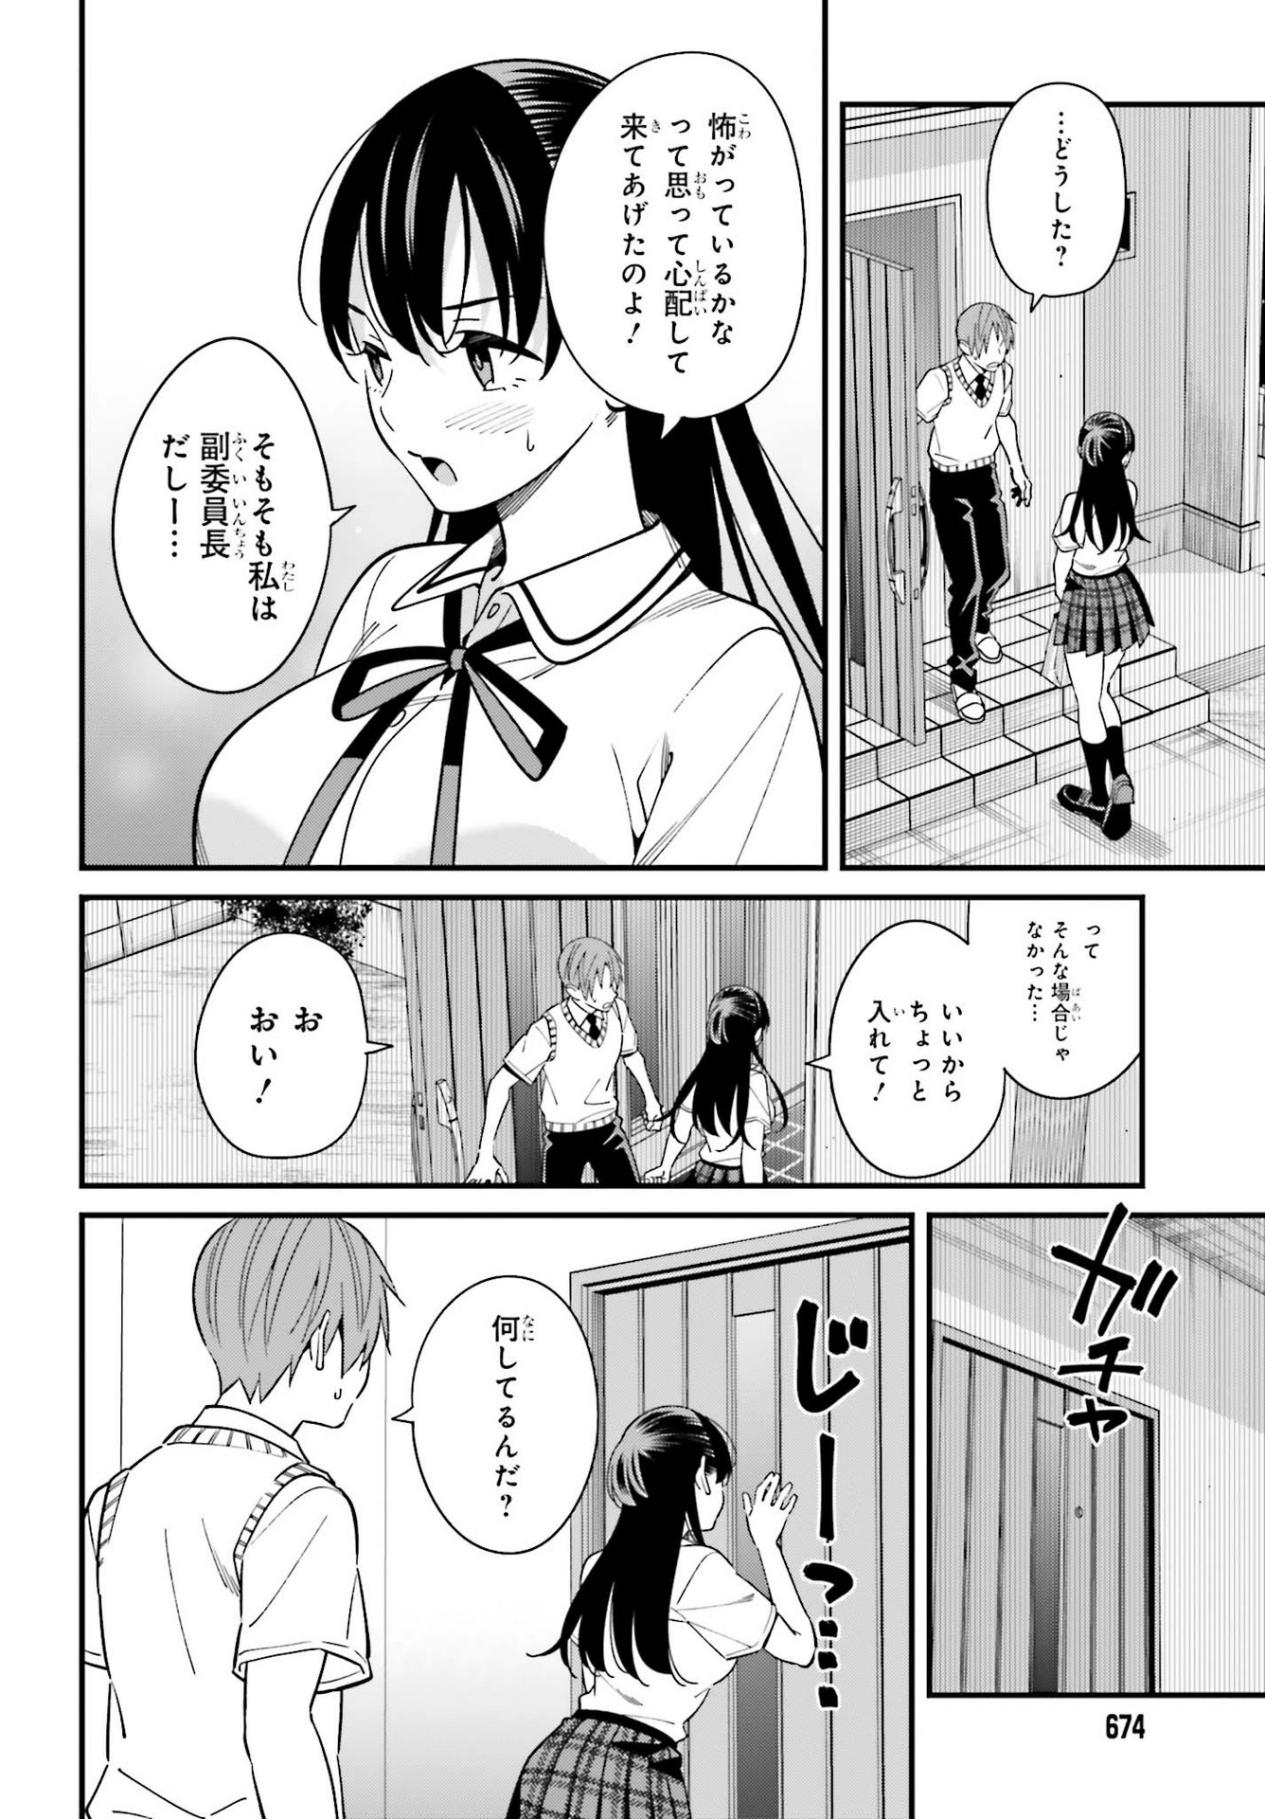 …どうした?
怖がっているかな
って思って心配して
来てあげたのよ!
そもそも私は
副委員長
だしー…
って
そんな場合じゃ
なかった…
いいから
ちょっと
入れて!
お
おい!
ガチャ
じーっ……
何してるんだ?
674